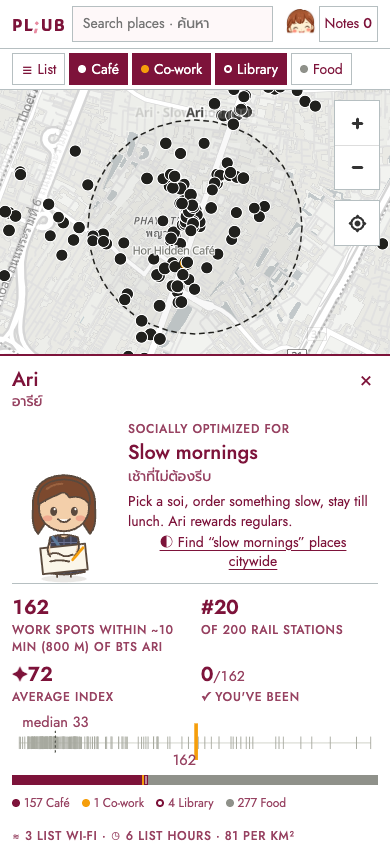 PL:UB
Search places · ค้นหา
Notes 0
≡ List
Café
Co-work
Library
Food
Ari
Hor Hidden Café
Ari
อารีย์
SOCIALLY OPTIMIZED FOR
Slow mornings
เช้าที่ไม่ต้องรีบ
Pick a soi, order something slow, stay till
lunch. Ari rewards regulars.
◐ Find “slow mornings” places
citywide
162
WORK SPOTS WITHIN ~10
MIN (800 M) OF BTS ARI
#20
OF 200 RAIL STATIONS
✦72
AVERAGE INDEX
0/162
✓ YOU'VE BEEN
median 33
162
157 Café
1 Co-work
4 Library
277 Food
≈ 3 LIST WI-FI · ◷ 6 LIST HOURS · 81 PER KM²